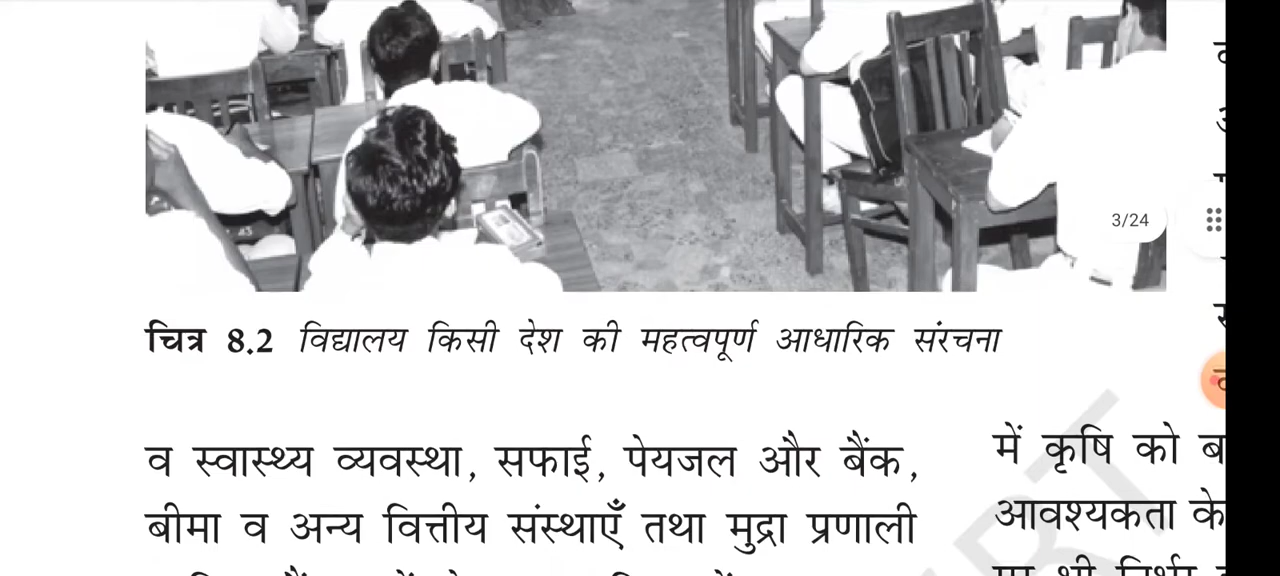 3/24
चित्र 8.2 विद्यालय किसी देश की महत्वपूर्ण आधारिक संरचना
व स्वास्थ्य व्यवस्था, सफाई, पेयजल और बैंक,
बीमा व अन्य वित्तीय संस्थाएँ तथा मुद्रा प्रणाली
में कृषि को ब
आवश्यकता के